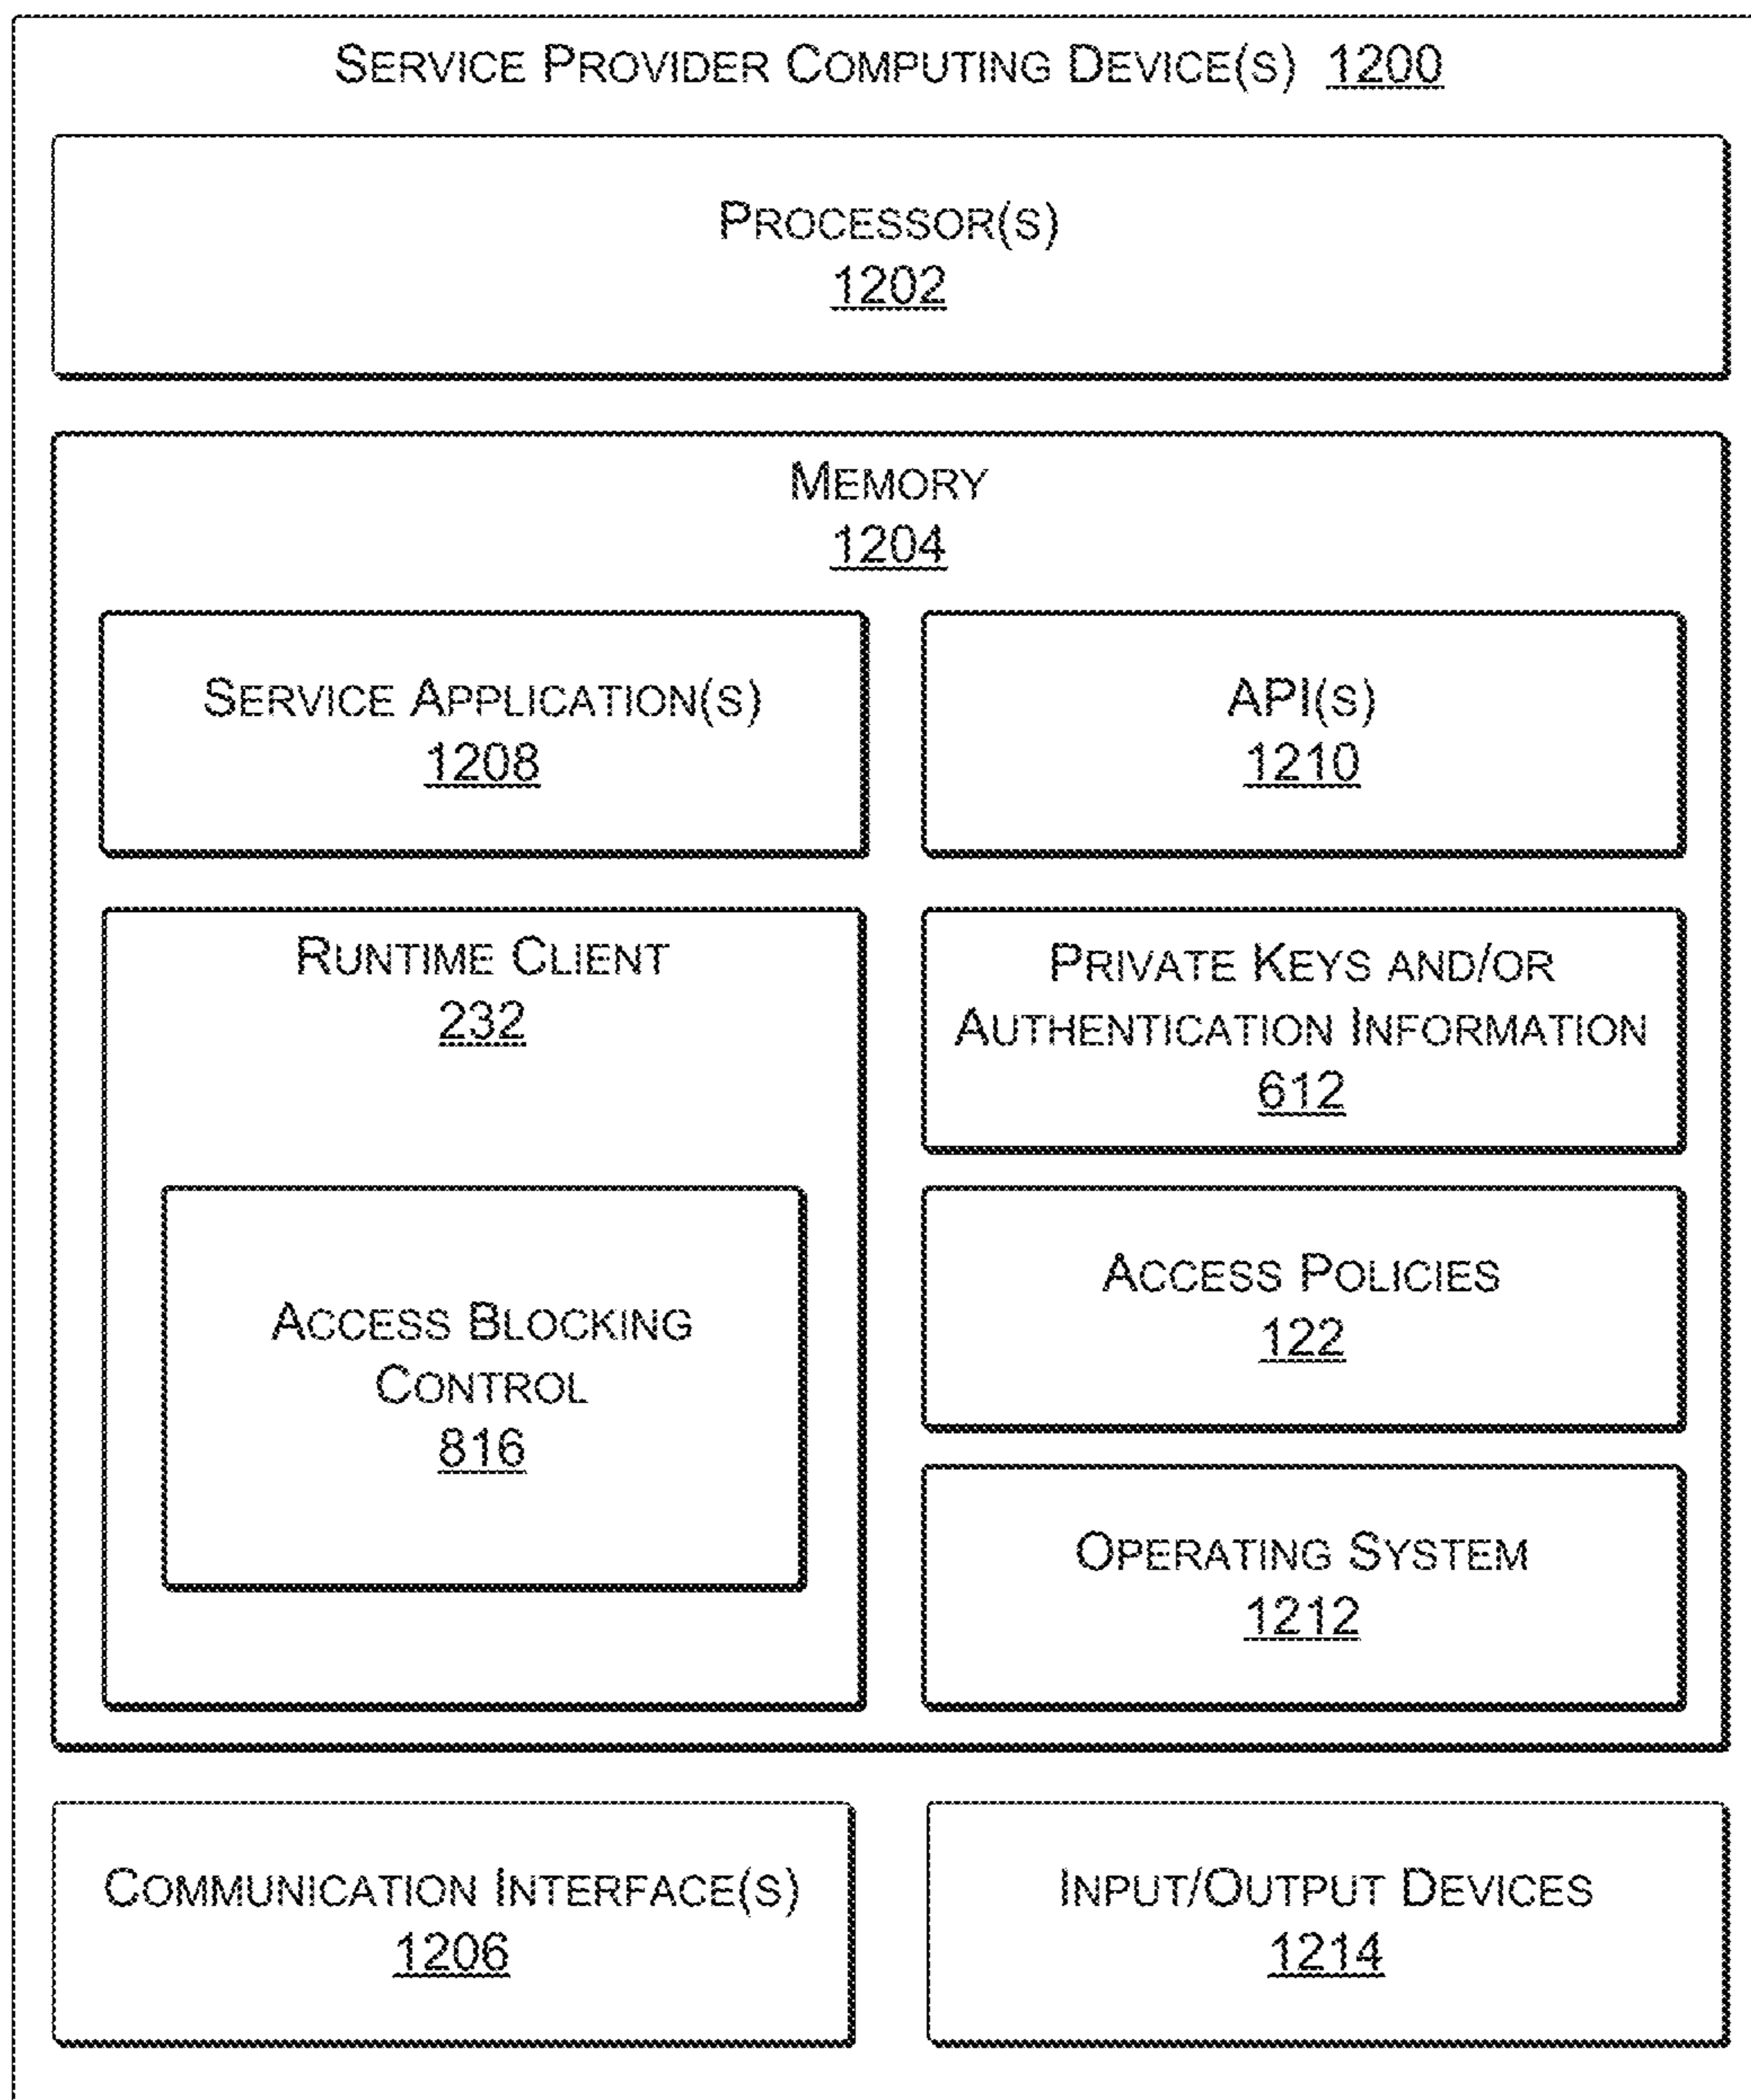 SERVICE PROVIDER COMPUTING DEVICE(S) 1200
PROCESSOR(S)
1202
MEMORY
1204
SERVICE APPLICATION(S)
1208
API(S)
1210
RUNTIME CLIENT
232
ACCESS BLOCKING
CONTROL
816
PRIVATE KEYS AND/OR
AUTHENTICATION INFORMATION
612
ACCESS POLICIES
122
OPERATING SYSTEM
1212
COMMUNICATION INTERFACE(S)
1206
INPUT/OUTPUT DEVICES
1214